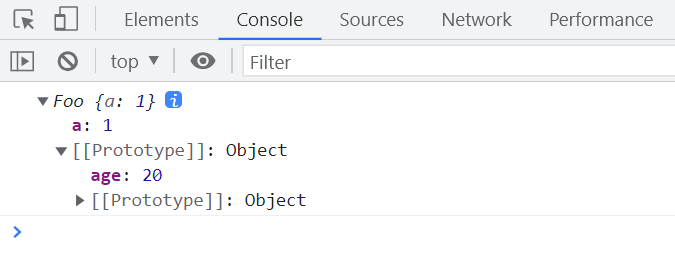 Elements Console Sources Network Performance
top Filter
Foo {a: 1} i
a: 1
[[Prototype]]: Object
age: 20
[[Prototype]]: Object